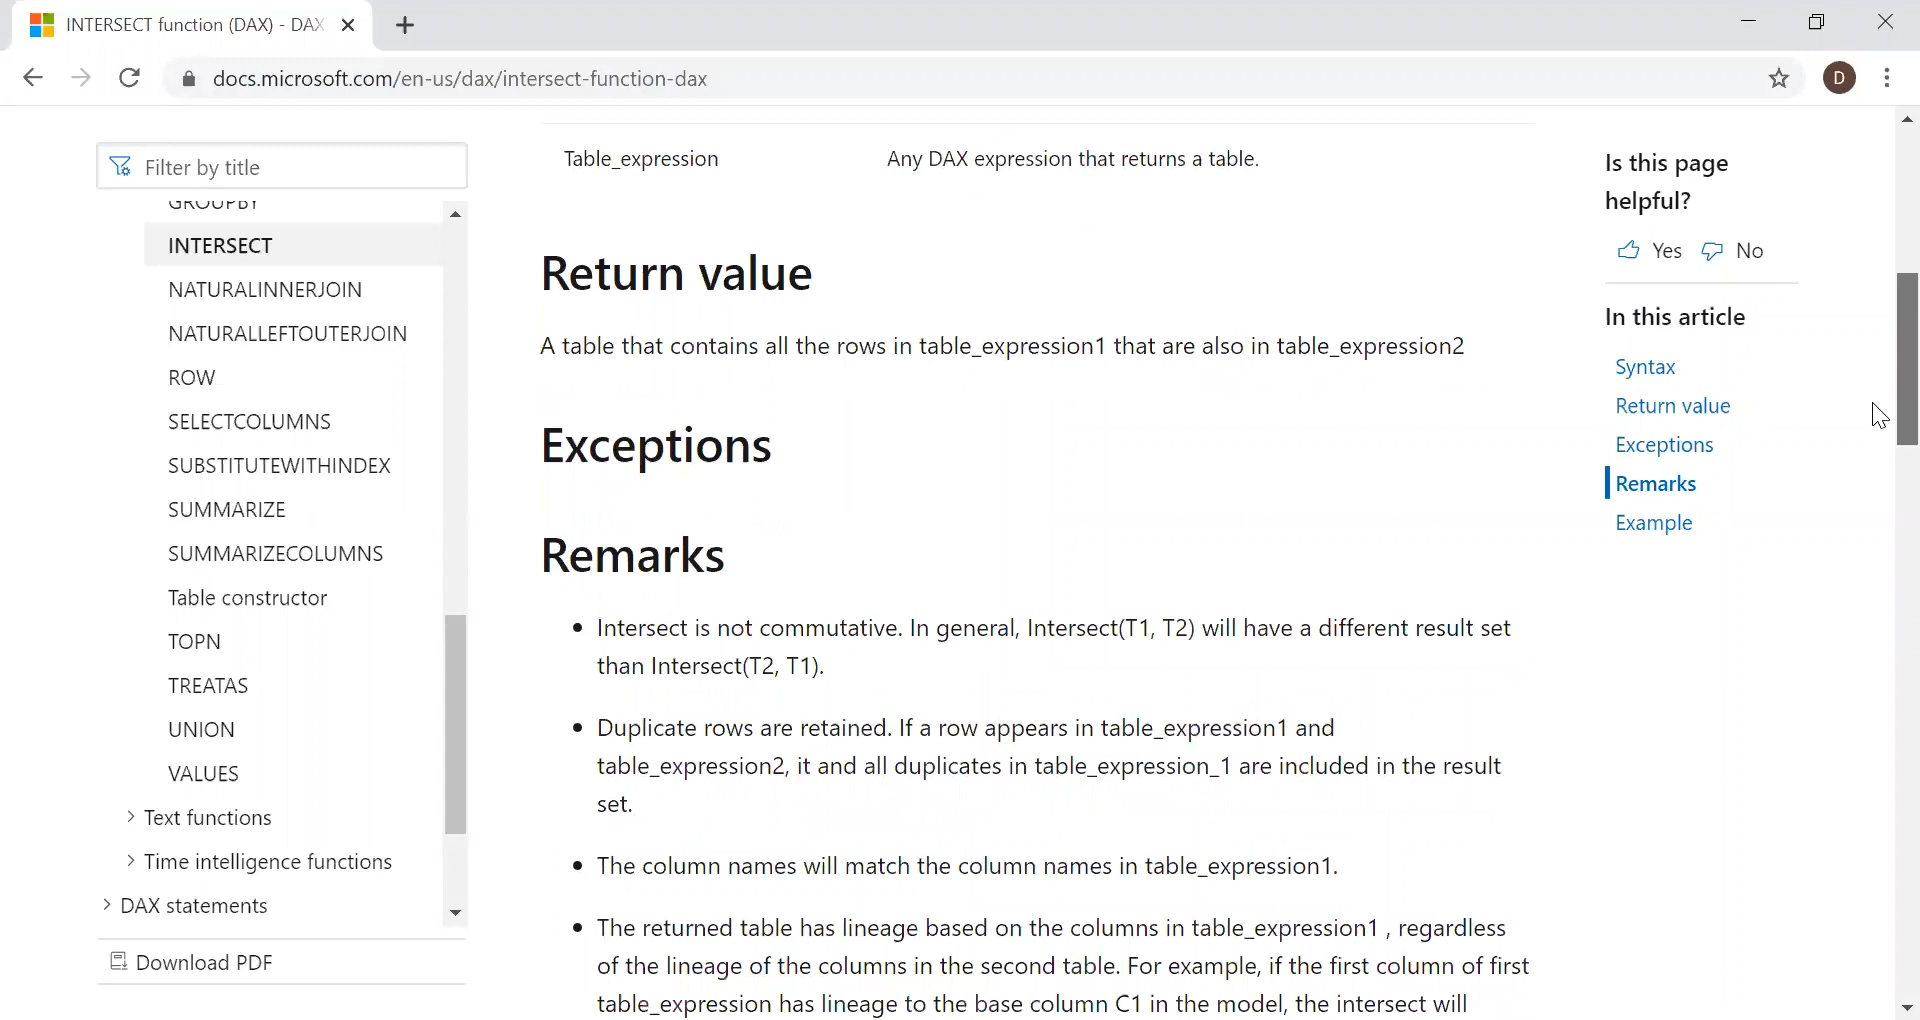 INTERSECT function (DAX) - DAX
docs.microsoft.com/en-us/dax/intersect-function-dax
D
Filter by title
GROUPBY
INTERSECT
NATURALINNERJOIN
NATURALLEFTOUTERJOIN
ROW
SELECTCOLUMNS
SUBSTITUTEWITHINDEX
SUMMARIZE
SUMMARIZECOLUMNS
Table constructor
TOPN
TREATAS
UNION
VALUES
Text functions
Time intelligence functions
DAX statements
Download PDF
Table_expression Any DAX expression that returns a table.
Return value
A table that contains all the rows in table_expression1 that are also in table_expression2
Exceptions
Remarks
• Intersect is not commutative. In general, Intersect(T1, T2) will have a different result set
than Intersect(T2, T1).
• Duplicate rows are retained. If a row appears in table_expression1 and
table_expression2, it and all duplicates in table_expression_1 are included in the result
set.
• The column names will match the column names in table_expression1.
• The returned table has lineage based on the columns in table_expression1 , regardless
of the lineage of the columns in the second table. For example, if the first column of first
table_expression has lineage to the base column C1 in the model, the intersect will
Is this page
helpful?
Yes No
In this article
Syntax
Return value
Exceptions
Remarks
Example